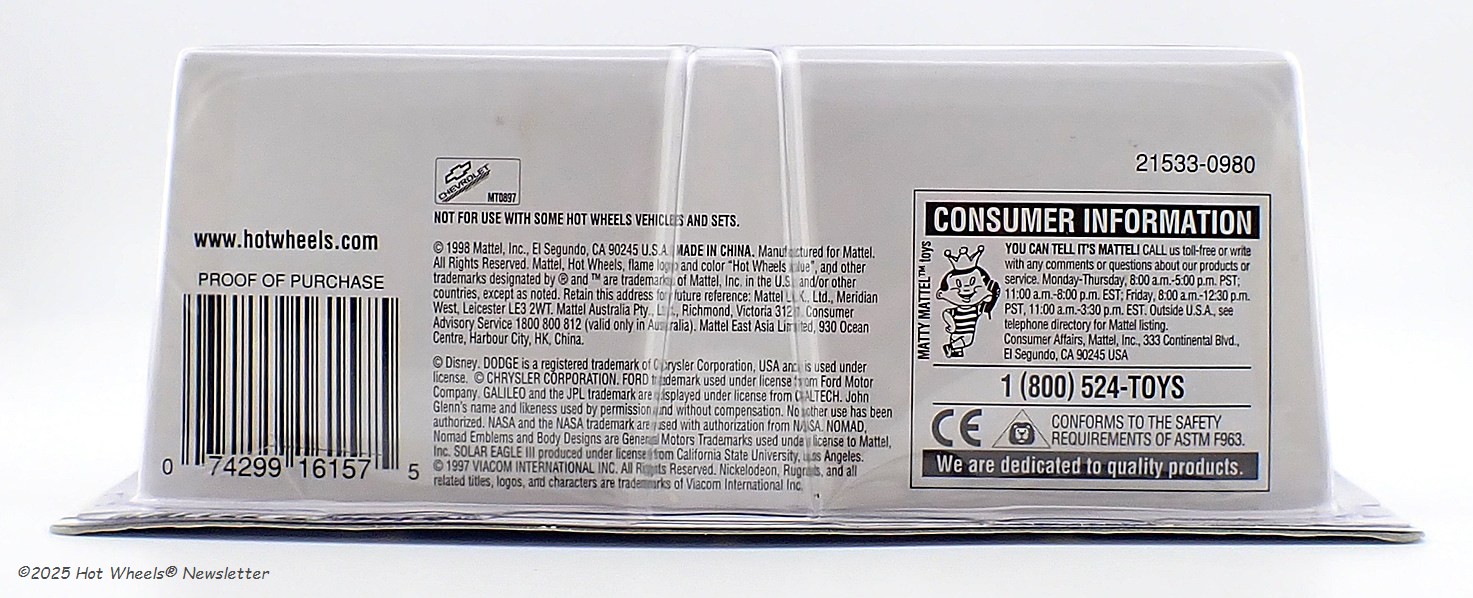 www.hotwheels.com
PROOF OF PURCHASE
0 74299 16157 5
CHEVROLET
MT0897
NOT FOR USE WITH SOME HOT WHEELS VEHICLES AND SETS.
© 1998 Mattel, Inc., El Segundo, CA 90245 U.S.A. MADE IN CHINA. Manufactured for Mattel.
All Rights Reserved. Mattel, Hot Wheels, flame logo and color "Hot Wheels blue", and other
trademarks designated by ® and ™ are trademarks of Mattel, Inc. in the U.S. and/or other
countries, except as noted. Retain this address for future reference: Mattel U.K., Ltd., Meridian
West, Leicester LE3 2WT. Mattel Australia Pty., Ltd., Richmond, Victoria 3121. Consumer
Advisory Service 1800 800 812 (valid only in Australia). Mattel East Asia Limited, 930 Ocean
Centre, Harbour City, HK, China.
© Disney. DODGE is a registered trademark of Chrysler Corporation, USA and is used under
license. © CHRYSLER CORPORATION. FORD trademark used under license from Ford Motor
Company. GALILEO and the JPL trademark are displayed under license from CALTECH. John
Glenn's name and likeness used by permission and without compensation. No other use has been
authorized. NASA and the NASA trademark are used with authorization from NASA. NOMAD,
Nomad Emblems and Body Designs are General Motors Trademarks used under license to Mattel,
Inc. SOLAR EAGLE III produced under license from California State University, Los Angeles.
© 1997 VIACOM INTERNATIONAL INC. All Rights Reserved. Nickelodeon, Rugrats, and all
related titles, logos, and characters are trademarks of Viacom International Inc.
21533-0980
CONSUMER INFORMATION
MATTY MATTEL™ toys
YOU CAN TELL IT'S MATTEL! CALL us toll-free or write
with any comments or questions about our products or
service. Monday-Thursday, 8:00 a.m.-5:00 p.m. PST;
11:00 a.m.-8:00 p.m. EST; Friday, 8:00 a.m.-12:30 p.m.
PST, 11:00 a.m.-3:30 p.m. EST. Outside U.S.A., see
telephone directory for Mattel listing.
Consumer Affairs, Mattel, Inc., 333 Continental Blvd.,
El Segundo, CA 90245 USA
1 (800) 524-TOYS
CE
CONFORMS TO THE SAFETY
REQUIREMENTS OF ASTM F963.
We are dedicated to quality products.
©2025 Hot Wheels® Newsletter